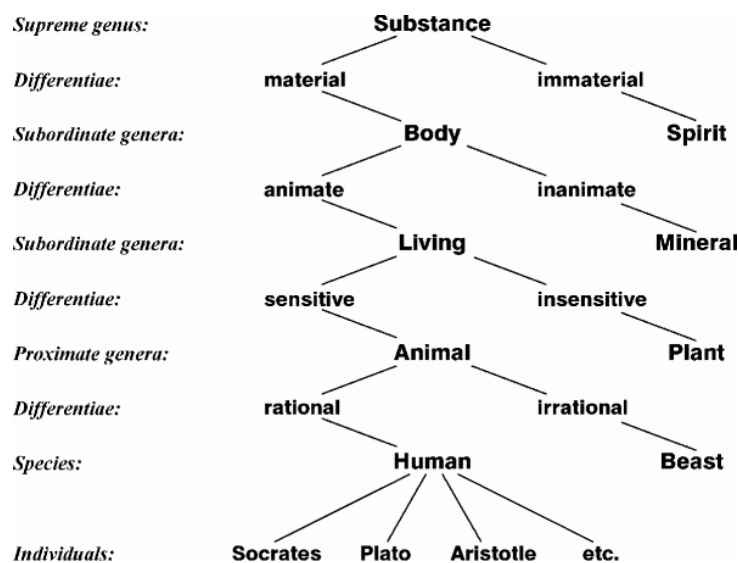 Supreme genus: Substance
Differentiae: material immaterial
Subordinate genera: Body Spirit
Differentiae: animate inanimate
Subordinate genera: Living Mineral
Differentiae: sensitive insensitive
Proximate genera: Animal Plant
Differentiae: rational irrational
Species: Human Beast
Individuals: Socrates Plato Aristotle etc.